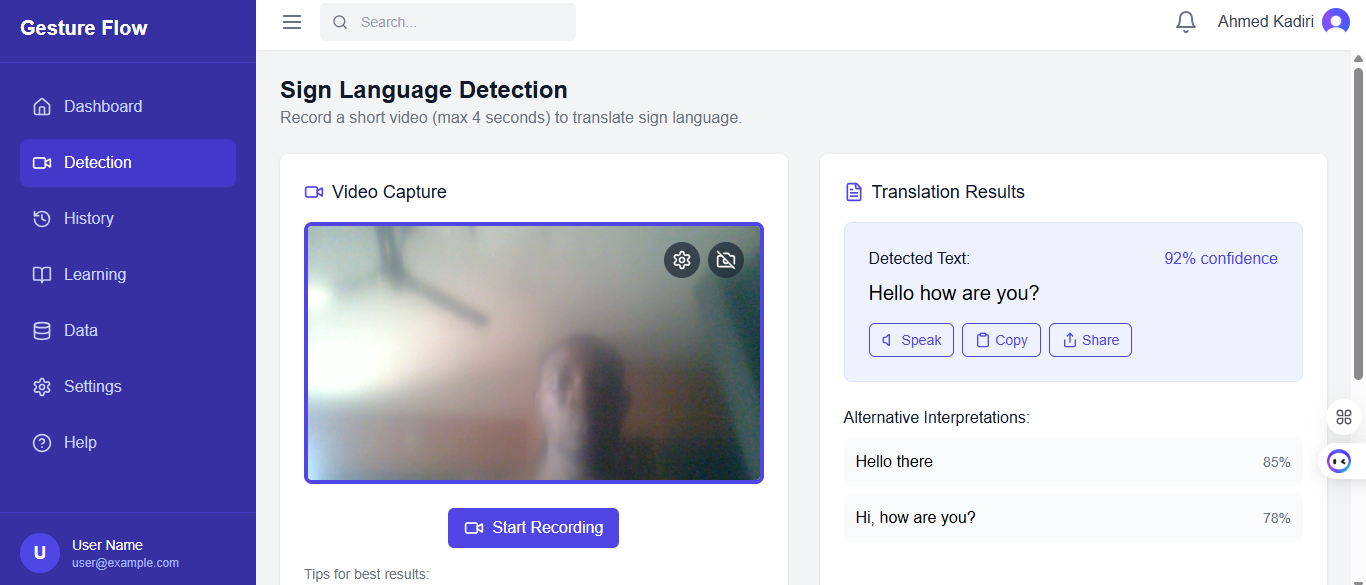 Gesture Flow
Search...
Ahmed Kadiri
Dashboard
Detection
History
Learning
Data
Settings
Help
U
User Name
user@example.com
Sign Language Detection
Record a short video (max 4 seconds) to translate sign language.
Video Capture
Start Recording
Tips for best results:
Translation Results
Detected Text:
92% confidence
Hello how are you?
Speak
Copy
Share
Alternative Interpretations:
Hello there
85%
Hi, how are you?
78%